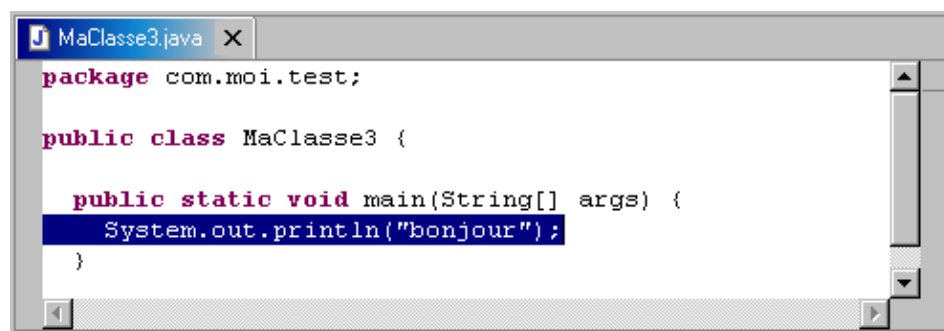 MaClasse3.java
package com.moi.test;
public class MaClasse3 {
public static void main(String[] args) {
System.out.println("bonjour");
}